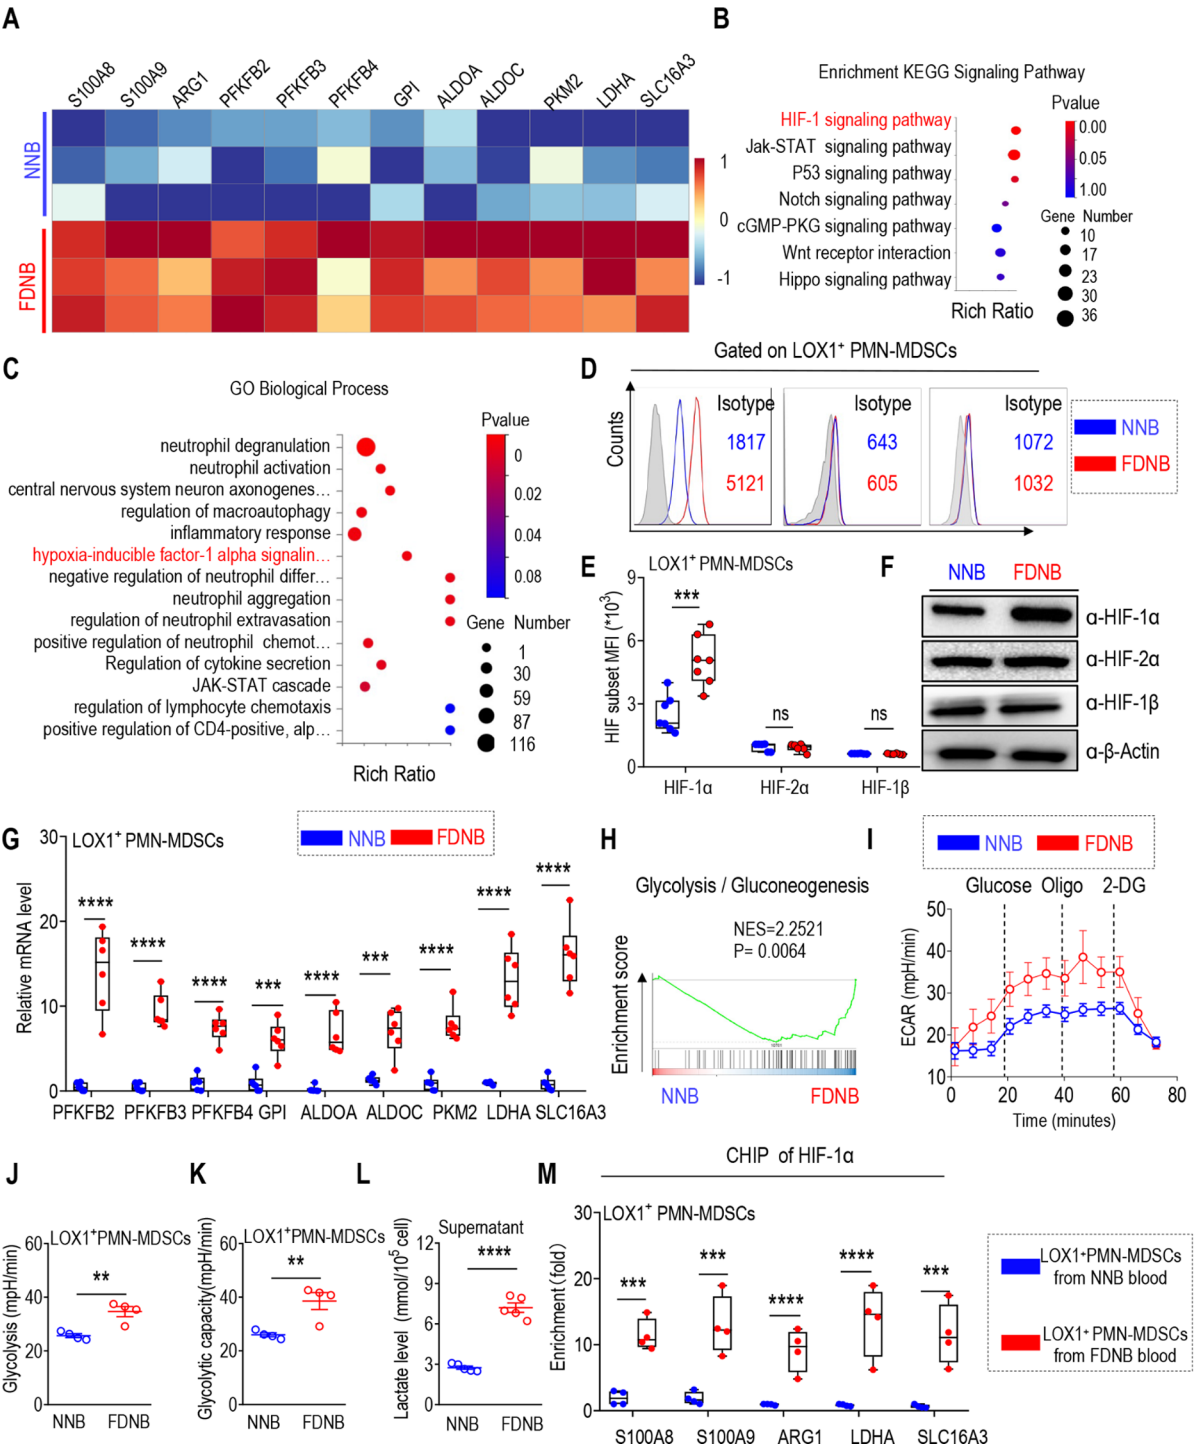 A
S100A8 S100A9 ARG1 PFKFB2 PFKFB3 PFKFB4 GPI ALDOA ALDOC PKM2 LDHA SLC16A3
NNB
FDNB
1
0
-1
B
Enrichment KEGG Signaling Pathway
HIF-1 signaling pathway
Jak-STAT signaling pathway
P53 signaling pathway
Notch signaling pathway
cGMP-PKG signaling pathway
Wnt receptor interaction
Hippo signaling pathway
Rich Ratio
Pvalue
0.00
0.05
1.00
Gene Number
10
17
23
30
36
C
GO Biological Process
neutrophil degranulation
neutrophil activation
central nervous system neuron axonogenes...
regulation of macroautophagy
inflammatory response
hypoxia-inducible factor-1 alpha signalin...
negative regulation of neutrophil differ...
neutrophil aggregation
regulation of neutrophil extravasation
positive regulation of neutrophil chemot...
Regulation of cytokine secretion
JAK-STAT cascade
regulation of lymphocyte chemotaxis
positive regulation of CD4-positive, alp...
Rich Ratio
Pvalue
0
0.02
0.04
0.06
0.08
Gene Number
1
30
59
87
116
D
Gated on LOX1⁺ PMN-MDSCs
Counts
Isotype
1817
5121
Isotype
643
605
Isotype
1072
1032
NNB
FDNB
E
LOX1⁺ PMN-MDSCs
HIF subset MFI (*10³)
9
6
3
0
***
ns
ns
HIF-1α HIF-2α HIF-1β
F
NNB FDNB
α-HIF-1α
α-HIF-2α
α-HIF-1β
α-β-Actin
G
LOX1⁺ PMN-MDSCs
NNB FDNB
Relative mRNA level
30
20
10
0
**** **** **** *** **** *** **** **** ****
PFKFB2 PFKFB3 PFKFB4 GPI ALDOA ALDOC PKM2 LDHA SLC16A3
H
Glycolysis / Gluconeogenesis
NES=2.2521
P= 0.0064
Enrichment score
NNB FDNB
I
NNB FDNB
Glucose Oligo 2-DG
ECAR (mpH/min)
50
40
30
20
10
0 20 40 60 80
Time (minutes)
J
LOX1⁺PMN-MDSCs
Glycolysis (mpH/min)
60
40
20
0
**
NNB FDNB
K
LOX1⁺PMN-MDSCs
Glycolytic capacity(mpH/min)
60
40
20
0
**
NNB FDNB
L
Supernatant
Lactate level (mmol/10⁵ cell)
12
9
6
3
0
****
NNB FDNB
M
CHIP of HIF-1α
LOX1⁺ PMN-MDSCs
Enrichment (fold)
30
20
10
0
*** *** **** **** ***
S100A8 S100A9 ARG1 LDHA SLC16A3
LOX1⁺PMN-MDSCs
from NNB blood
LOX1⁺ PMN-MDSCs
from FDNB blood